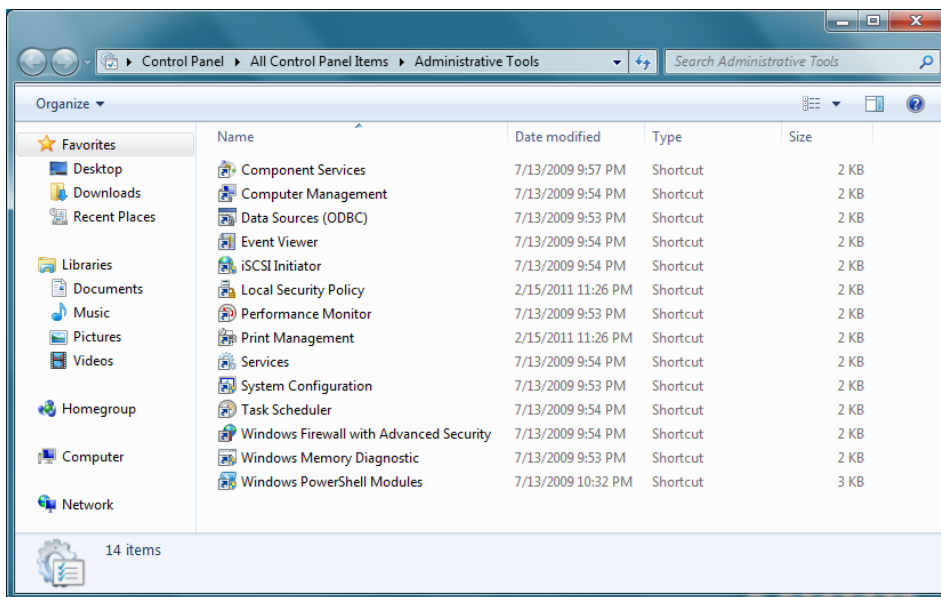 Control Panel All Control Panel Items Administrative Tools Search Administrative Tools
Organize
Name Date modified Type Size
Favorites
Desktop
Downloads
Recent Places
Libraries
Documents
Music
Pictures
Videos
Homegroup
Computer
Network
Component Services 7/13/2009 9:57 PM Shortcut 2 KB
Computer Management 7/13/2009 9:54 PM Shortcut 2 KB
Data Sources (ODBC) 7/13/2009 9:53 PM Shortcut 2 KB
Event Viewer 7/13/2009 9:54 PM Shortcut 2 KB
iSCSI Initiator 7/13/2009 9:54 PM Shortcut 2 KB
Local Security Policy 2/15/2011 11:26 PM Shortcut 2 KB
Performance Monitor 7/13/2009 9:54 PM Shortcut 2 KB
Print Management 2/15/2011 11:26 PM Shortcut 2 KB
Services 7/13/2009 9:54 PM Shortcut 2 KB
System Configuration 7/13/2009 9:53 PM Shortcut 2 KB
Task Scheduler 7/13/2009 9:54 PM Shortcut 2 KB
Windows Firewall with Advanced Security 7/13/2009 9:54 PM Shortcut 2 KB
Windows Memory Diagnostic 7/13/2009 9:53 PM Shortcut 2 KB
Windows PowerShell Modules 7/13/2009 10:32 PM Shortcut 3 KB
14 items